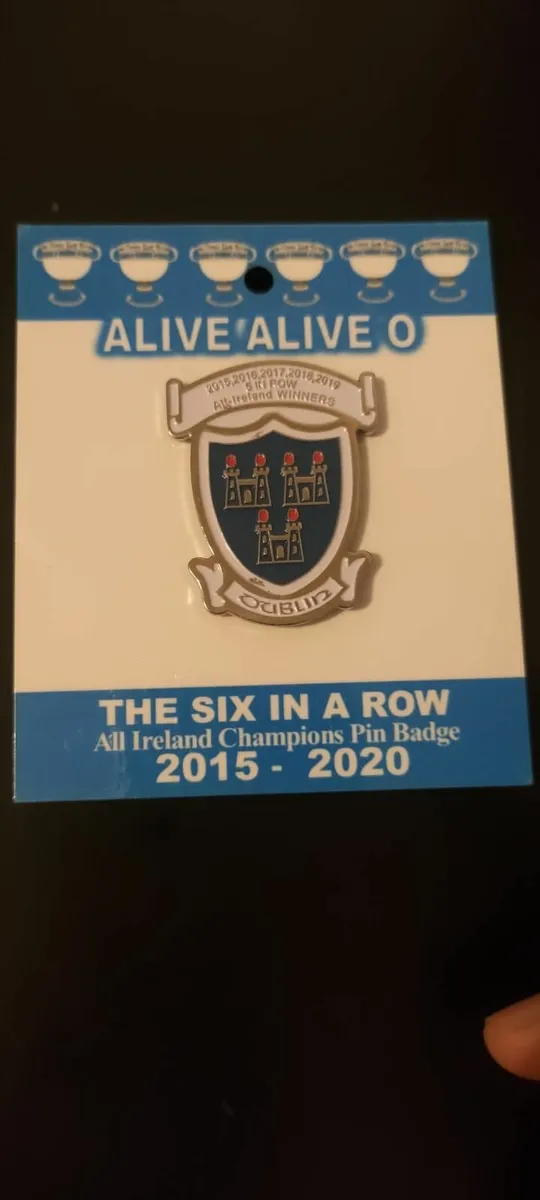 ALIVE ALIVE O
2015,2016,2017,2018,2019
5 IN ROW
All-Ireland WINNERS
DUBLIN
THE SIX IN A ROW
All Ireland Champions Pin Badge
2015 - 2020